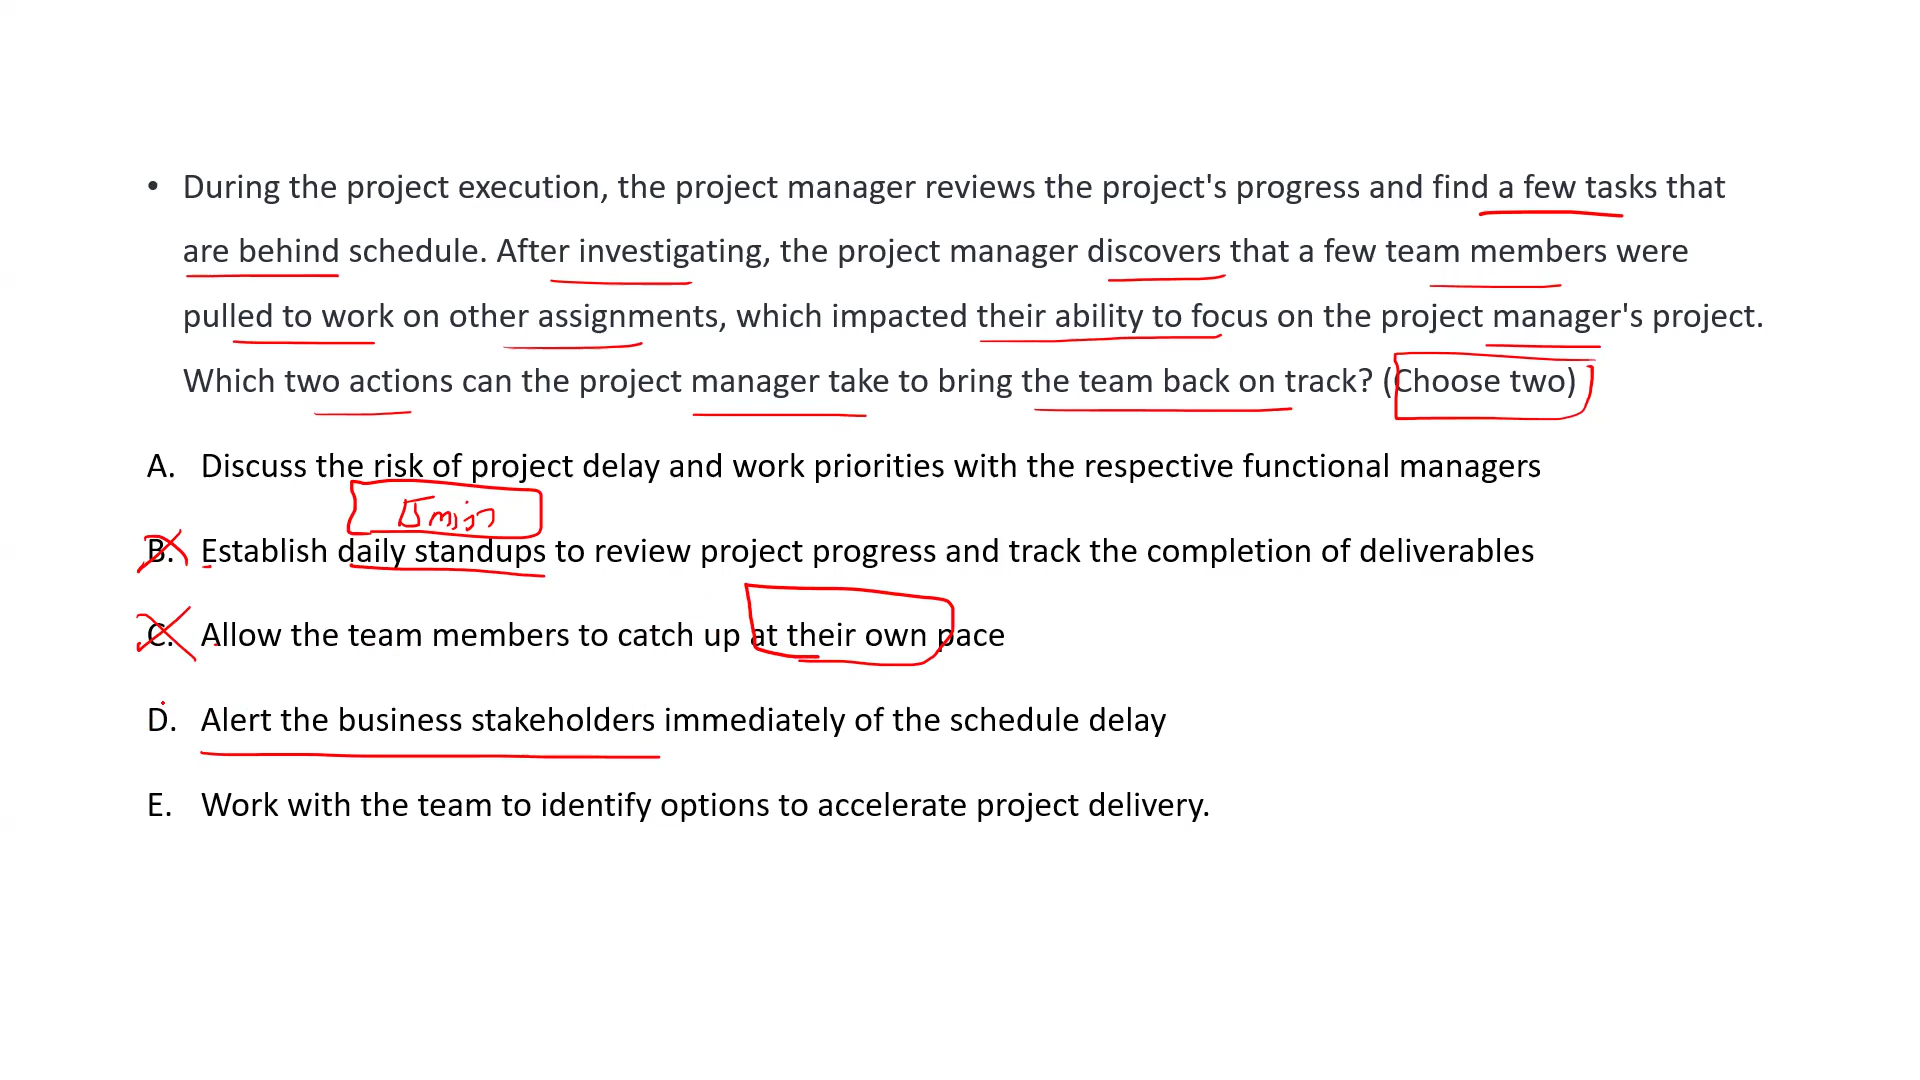 • During the project execution, the project manager reviews the project's progress and find a few tasks that
are behind schedule. After investigating, the project manager discovers that a few team members were
pulled to work on other assignments, which impacted their ability to focus on the project manager's project.
Which two actions can the project manager take to bring the team back on track? (Choose two)
A. Discuss the risk of project delay and work priorities with the respective functional managers
B. Establish daily standups to review project progress and track the completion of deliverables
C. Allow the team members to catch up at their own pace
D. Alert the business stakeholders immediately of the schedule delay
E. Work with the team to identify options to accelerate project delivery.